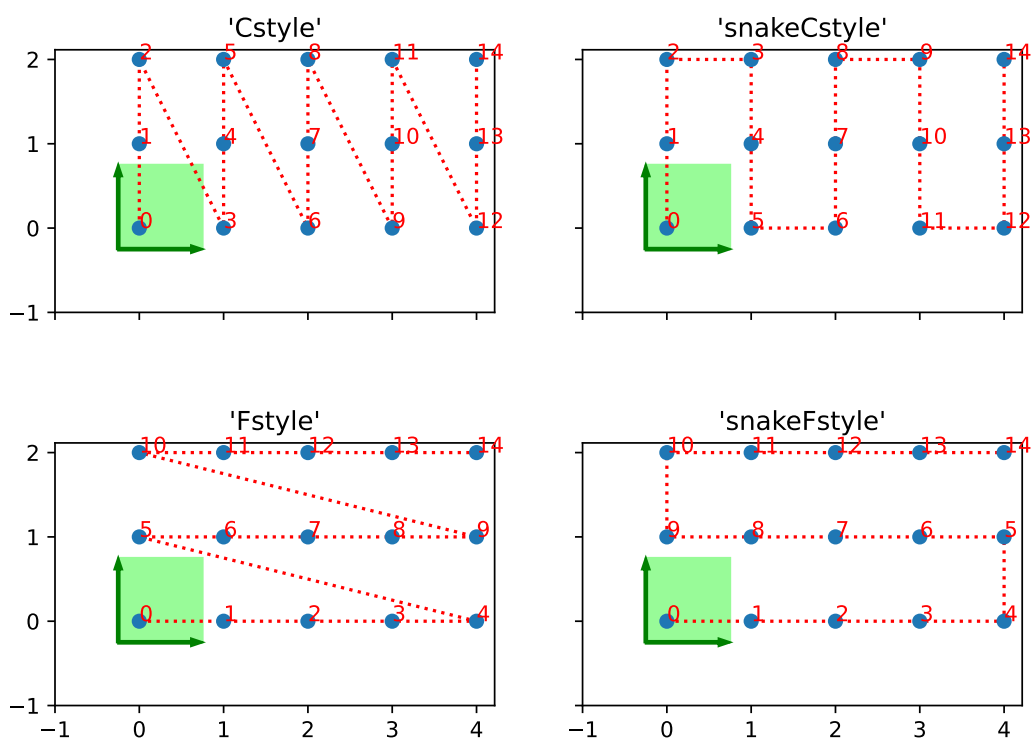 'Cstyle'
2 2 5 8 11 14
1 1 4 7 10 13
0 0 3 6 9 12
−1
'snakeCstyle'
2 3 8 9 14
1 4 7 10 13
0 5 6 11 12
'Fstyle'
2 10 11 12 13 14
1 5 6 7 8 9
0 0 1 2 3 4
−1
−1 0 1 2 3 4
'snakeFstyle'
10 11 12 13 14
9 8 7 6 5
0 1 2 3 4
−1 0 1 2 3 4